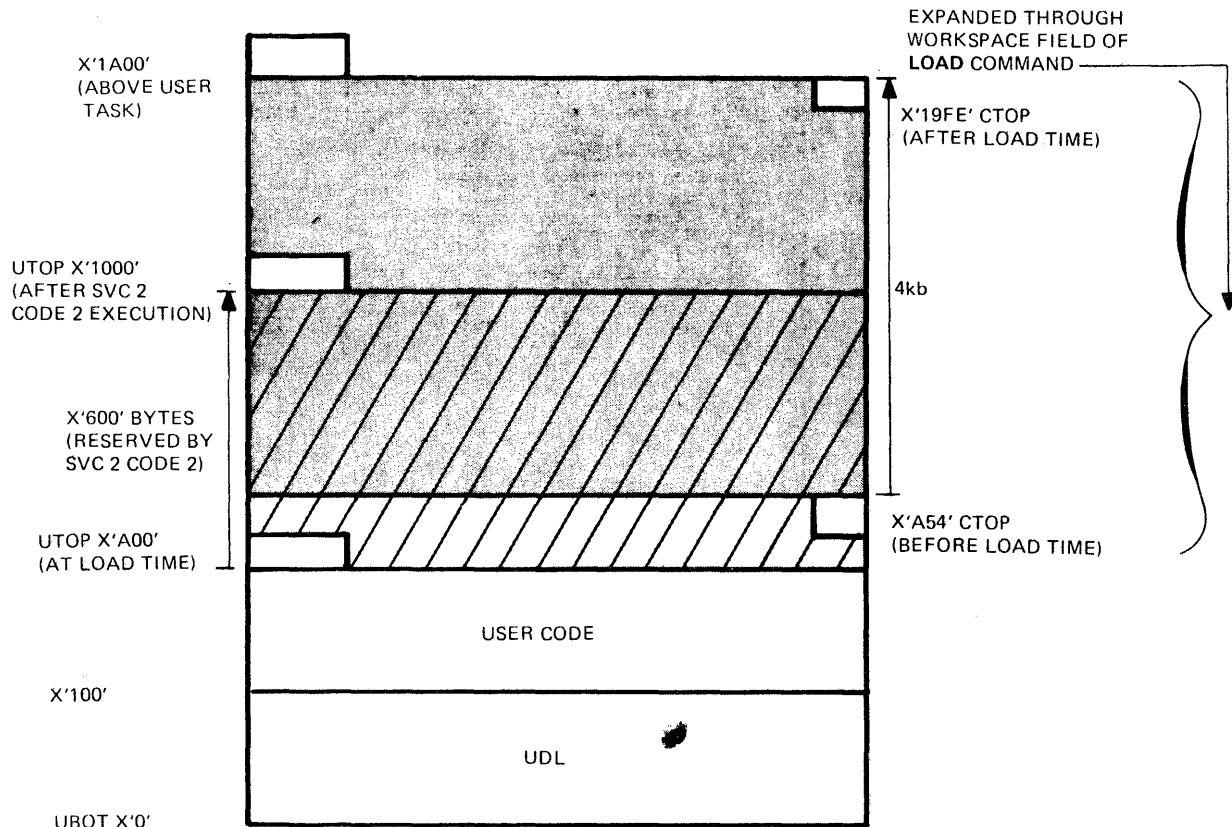 EXPANDED THROUGH
WORKSPACE FIELD OF
LOAD COMMAND
X'1A00'
(ABOVE USER
TASK)
X'19FE' CTOP
(AFTER LOAD TIME)
UTOP X'1000'
(AFTER SVC 2
CODE 2 EXECUTION)
4kb
X'600' BYTES
(RESERVED BY
SVC 2 CODE 2)
X'A54' CTOP
(BEFORE LOAD TIME)
UTOP X'A00'
(AT LOAD TIME)
USER CODE
X'100'
UDL
UBOT X'0'